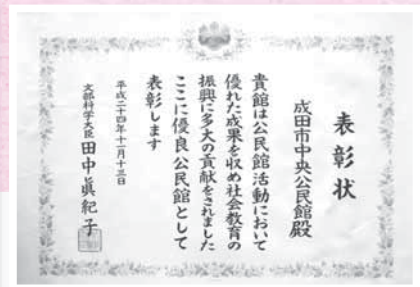 表彰状
成田市中央公民館殿
貴館は公民館活動において
優れた成果を収め社会教育の
振興に多大の貢献をされました
ここに優良公民館として
表彰します
平成二十四年十一月十三日
文部科学大臣 田中眞紀子